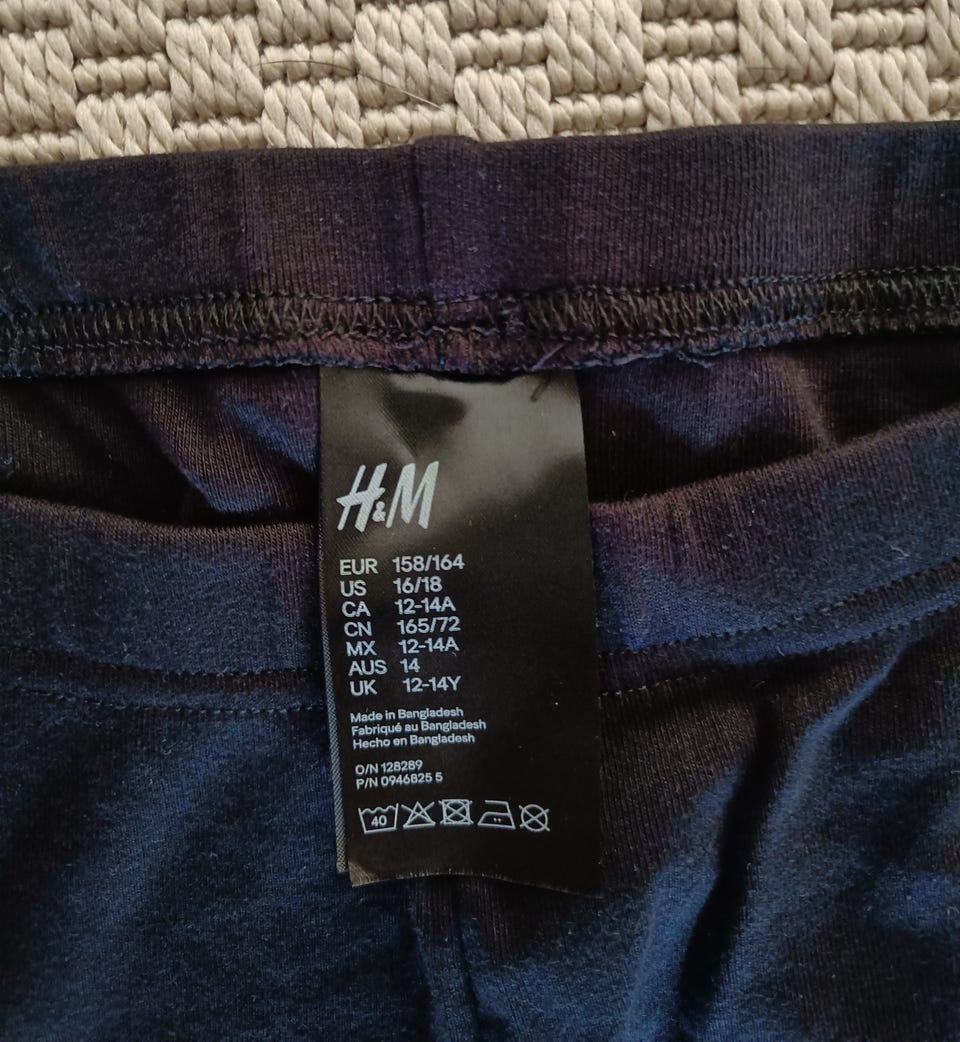 H&M
EUR 158/164
US 16/18
CA 12-14A
CN 165/72
MX 12-14A
AUS 14
UK 12-14Y
Made in Bangladesh
Fabriqué au Bangladesh
Hecho en Bangladesh
O/N 128289
P/N 0946825 5
40